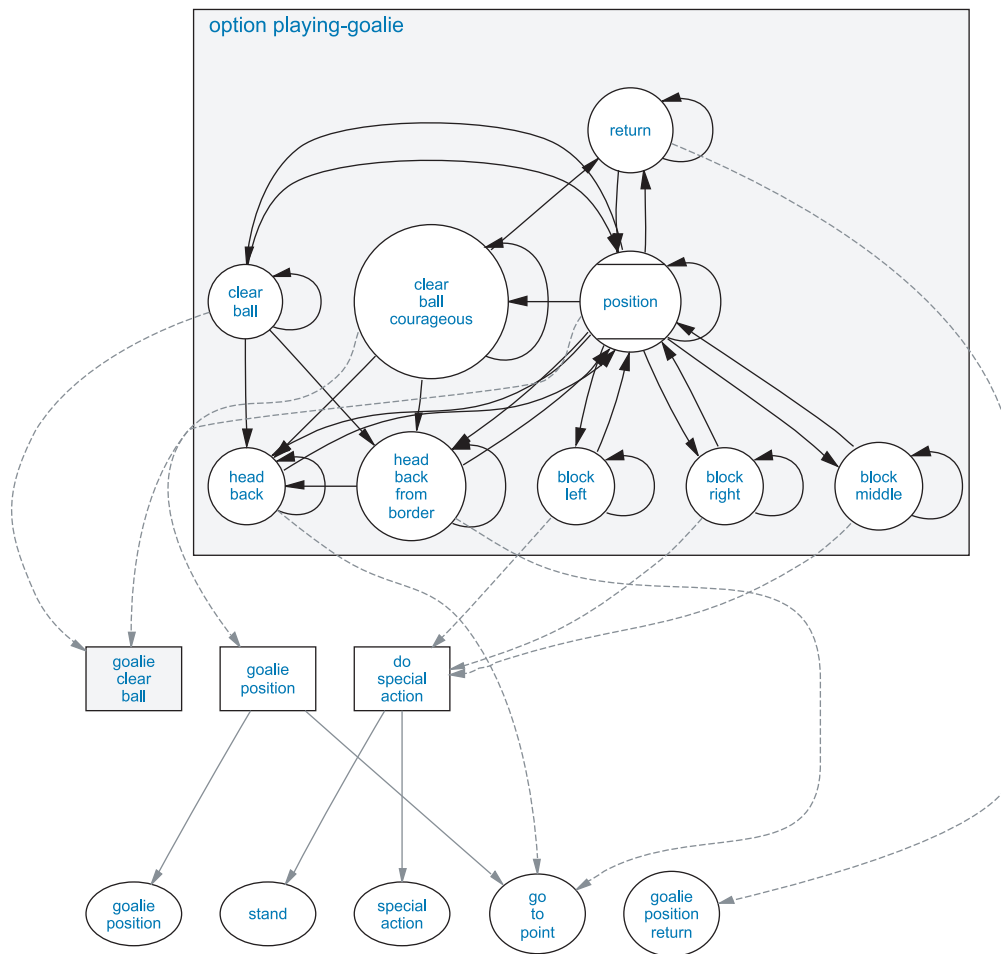 option playing-goalie
return
clear
ball
clear
ball
courageous
position
head
back
head
back
from
border
block
left
block
right
block
middle
goalie
clear
ball
goalie
position
do
special
action
goalie
position
stand
special
action
go
to
point
goalie
position
return